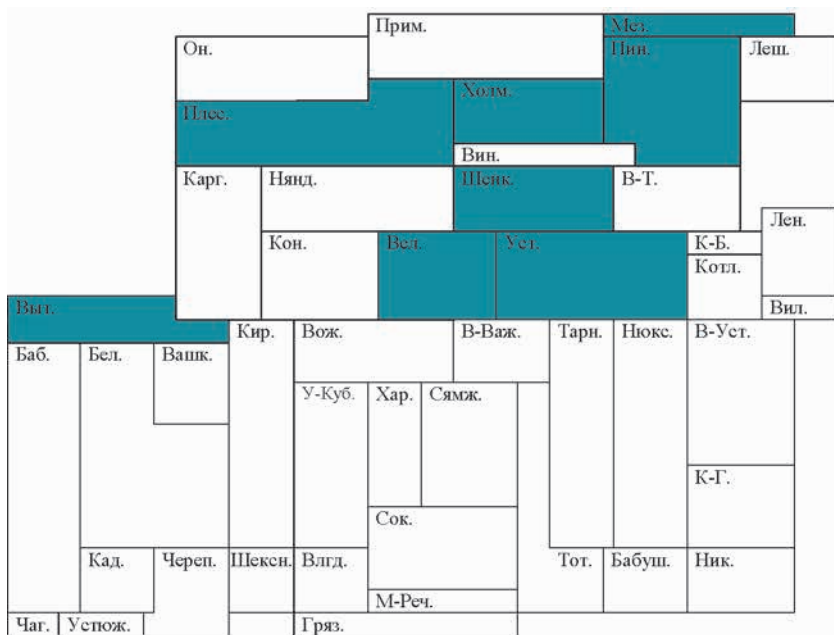 Прим.
Мез.
Он.
Пин.
Леш.
Плес.
Холм.
Вин.
Карг.
Нянд.
Шенк.
В-Т.
Лен.
Кон.
Вел.
Уст.
К-Б.
Котл.
Выт.
Вил.
Кир.
Вож.
В-Важ.
Тарн.
Нюкс.
В-Уст.
Баб.
Бел.
Вашк.
У-Куб.
Хар.
Сямж.
К-Г.
Сок.
Кад.
Череп.
Шексн.
Влгд.
Тот.
Бабуш.
Ник.
М-Реч.
Чаг.
Устюж.
Гряз.